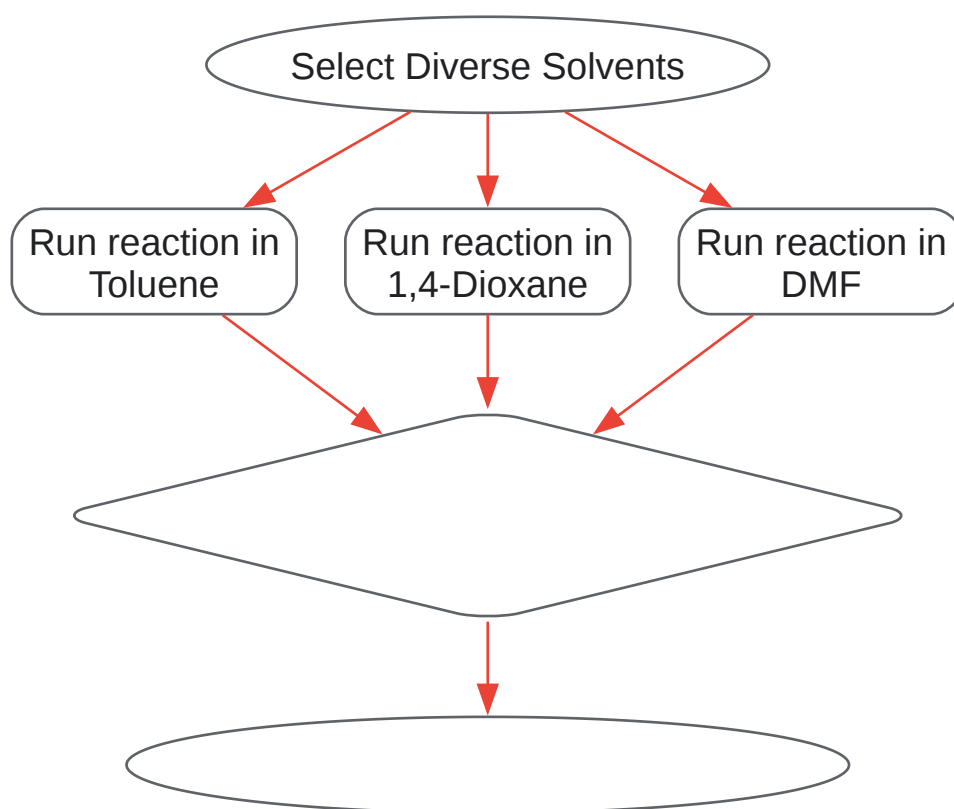 Select Diverse Solvents
Run reaction in
Toluene
Run reaction in
1,4-Dioxane
Run reaction in
DMF